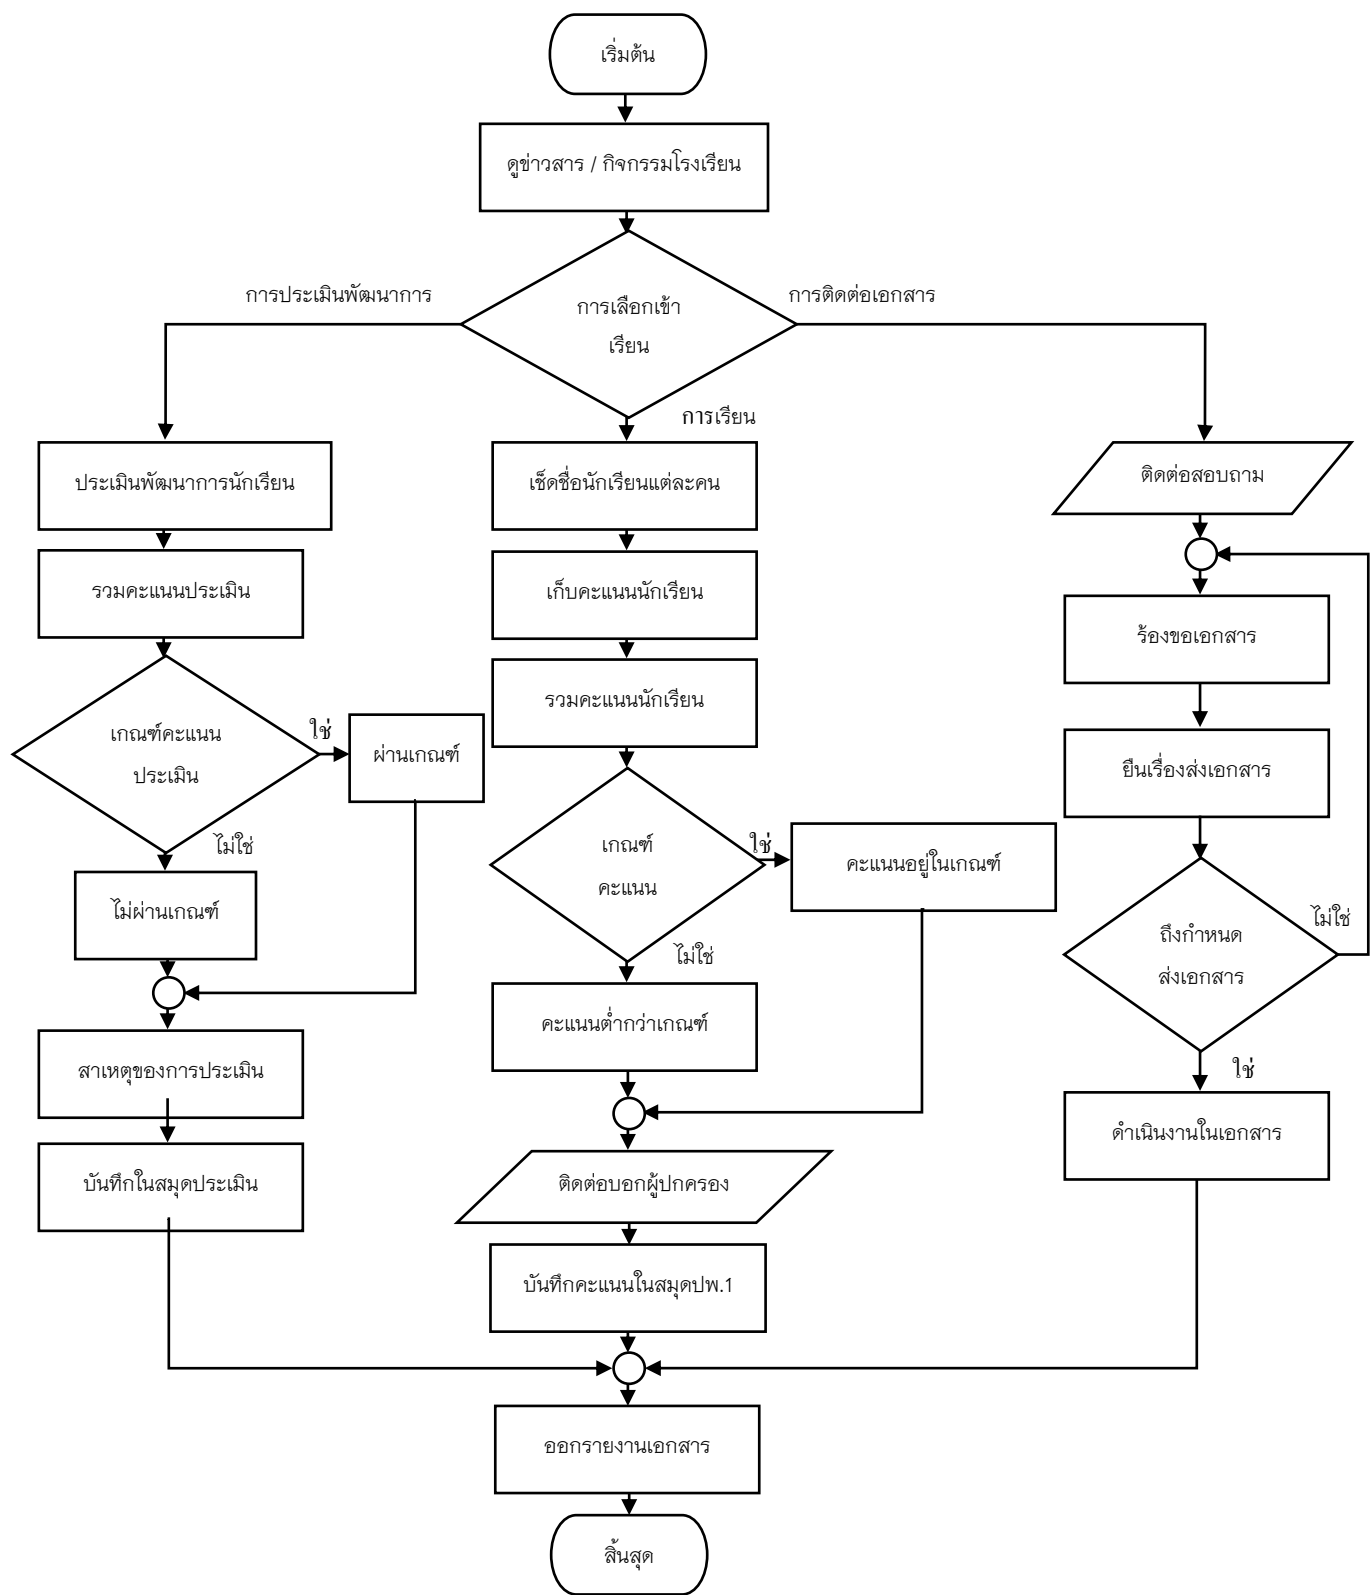 เริ่มต้น
ดูข่าวสาร / กิจกรรมโรงเรียน
การประเมินพัฒนาการ
การติดต่อเอกสาร
การเลือกเข้า
เรียน
การเรียน
ประเมินพัฒนาการนักเรียน
เช็ดชื่อนักเรียนแต่ละคน
ติดต่อสอบถาม
รวมคะแนนประเมิน
เก็บคะแนนนักเรียน
ร้องขอเอกสาร
รวมคะแนนนักเรียน
เกณฑ์คะแนน
ประเมิน
ใช่
ผ่านเกณฑ์
ยืนเรื่องส่งเอกสาร
ไม่ใช่
เกณฑ์
คะแนน
ใช่
คะแนนอยู่ในเกณฑ์
ไม่ผ่านเกณฑ์
ไม่ใช่
ถึงกำหนด
ส่งเอกสาร
ไม่ใช่
คะแนนต่ำกว่าเกณฑ์
สาเหตุของการประเมิน
ใช่
ดำเนินงานในเอกสาร
บันทึกในสมุดประเมิน
ติดต่อบอกผู้ปกครอง
บันทึกคะแนนในสมุดปพ.1
ออกรายงานเอกสาร
สิ้นสุด